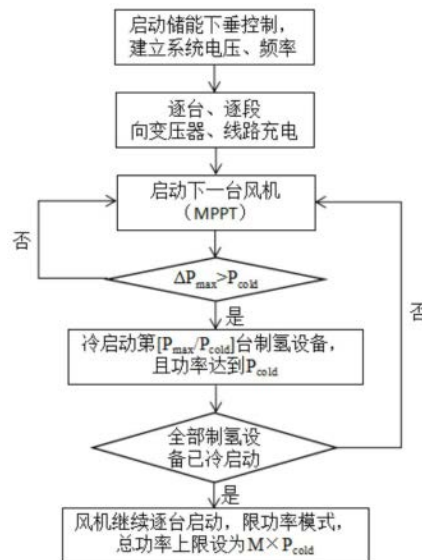 启动储能下垂控制，
建立系统电压、频率
逐台、逐段
向变压器、线路充电
启动下一台风机
（MPPT）
否
ΔPmax>Pcold
否
是
冷启动第[Pmax/Pcold]台制氢设备，
且功率达到Pcold
全部制氢设
备已冷启动
是
风机继续逐台启动，限功率模式，
总功率上限设为M×Pcold